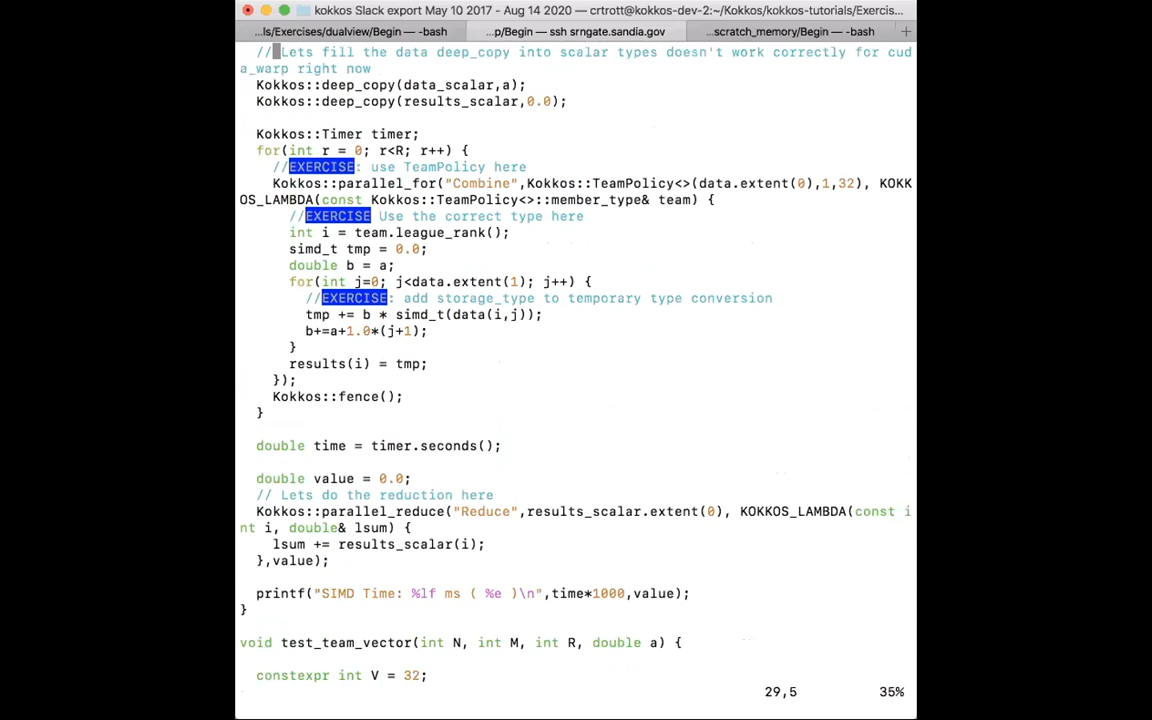 kokkos Slack export May 10 2017 - Aug 14 2020 — crtrott@kokkos-dev-2:~/Kokkos/kokkos-tutorials/Exercis...
...ls/Exercises/dualview/Begin — -bash ...p/Begin — ssh srngate.sandia.gov ...scratch_memory/Begin — -bash +
// Lets fill the data deep_copy into scalar types doesn't work correctly for cud
a_warp right now
Kokkos::deep_copy(data_scalar,a);
Kokkos::deep_copy(results_scalar,0.0);
Kokkos::Timer timer;
for(int r = 0; r<R; r++) {
//EXERCISE: use TeamPolicy here
Kokkos::parallel_for("Combine",Kokkos::TeamPolicy<>(data.extent(0),1,32), KOKK
OS_LAMBDA(const Kokkos::TeamPolicy<>::member_type& team) {
//EXERCISE Use the correct type here
int i = team.league_rank();
simd_t tmp = 0.0;
double b = a;
for(int j=0; j<data.extent(1); j++) {
//EXERCISE: add storage_type to temporary type conversion
tmp += b * simd_t(data(i,j));
b+=a+1.0*(j+1);
}
results(i) = tmp;
});
Kokkos::fence();
}
double time = timer.seconds();
double value = 0.0;
// Lets do the reduction here
Kokkos::parallel_reduce("Reduce",results_scalar.extent(0), KOKKOS_LAMBDA(const i
nt i, double& lsum) {
lsum += results_scalar(i);
},value);
printf("SIMD Time: %lf ms ( %e )\n",time*1000,value);
}
void test_team_vector(int N, int M, int R, double a) {
constexpr int V = 32;
29,5 35%